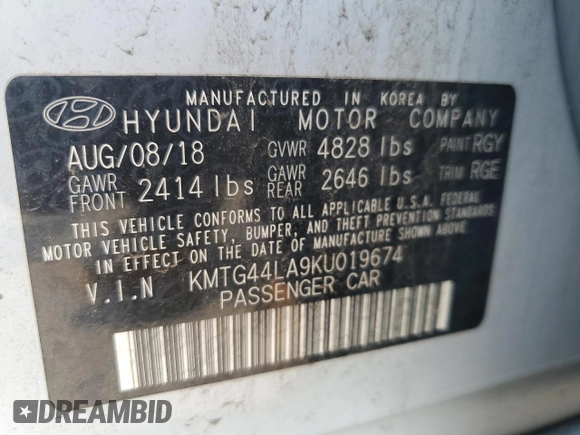 MANUFACTURED IN KOREA BY
HYUNDAI MOTOR COMPANY
AUG/08/18 GVWR 4828 lbs PAINT RGY
GAWR FRONT 2414 lbs GAWR REAR 2646 lbs TRIM RGE
THIS VEHICLE CONFORMS TO ALL APPLICABLE U.S.A. FEDERAL
MOTOR VEHICLE SAFETY, BUMPER, AND THEFT PREVENTION STANDARDS
IN EFFECT ON THE DATE OF MANUFACTURE SHOWN ABOVE.
V.I.N KMTG44LA9KU019674
PASSENGER CAR
DREAMBID